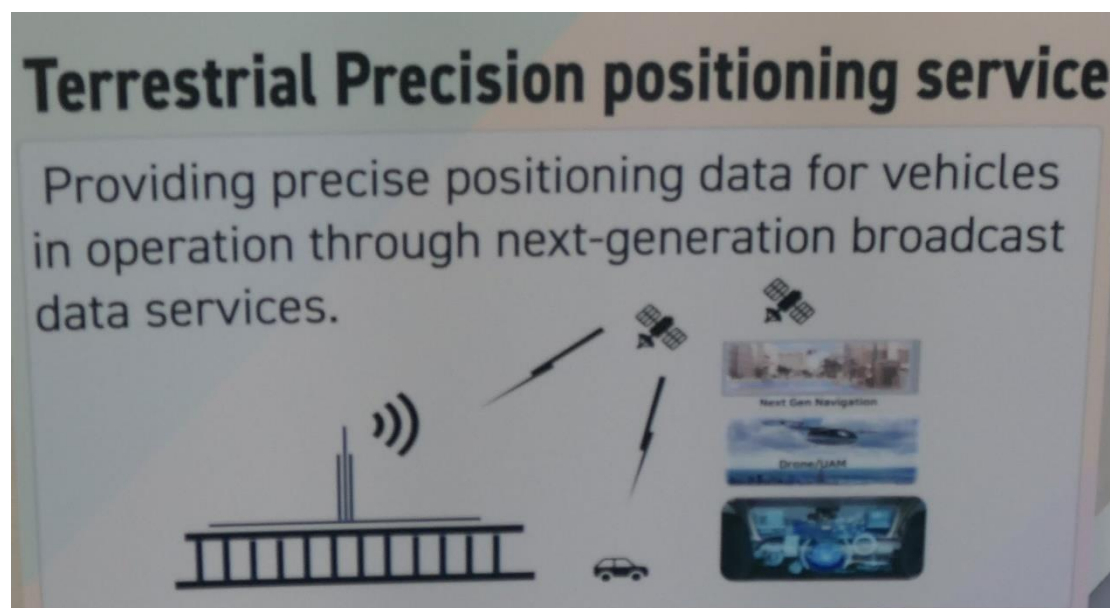 Terrestrial Precision positioning service
Providing precise positioning data for vehicles
in operation through next-generation broadcast
data services.
Next Gen Navigation
Drone/UAM